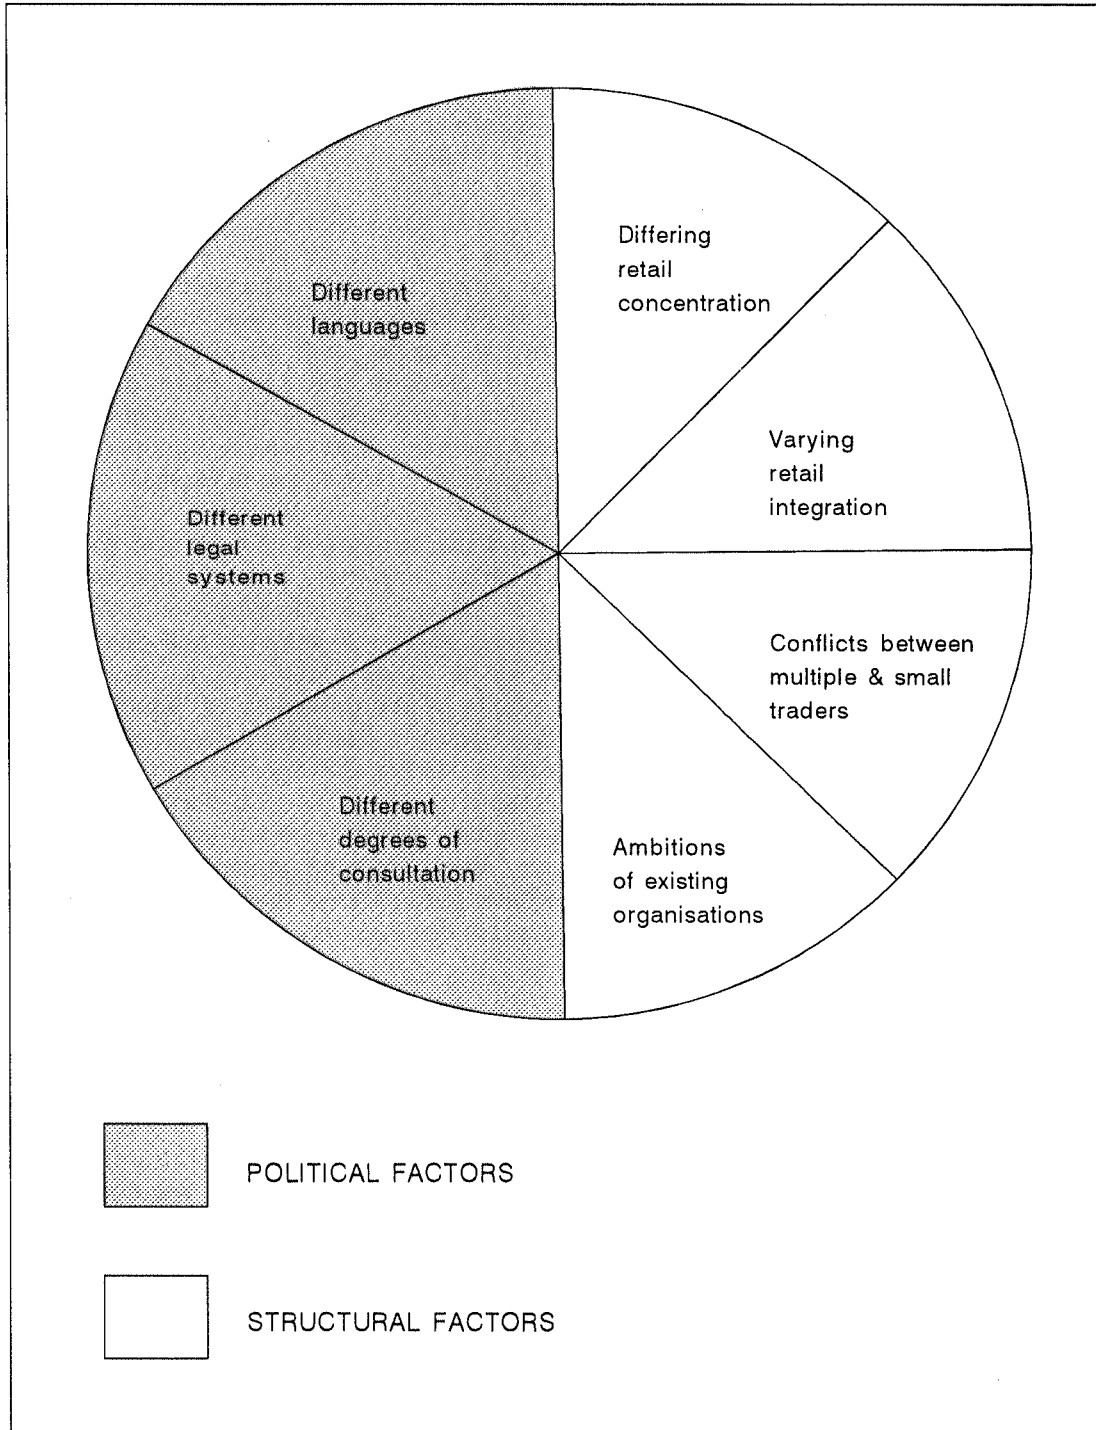 Differing
retail
concentration
Different
languages
Varying
retail
integration
Different
legal
systems
Conflicts between
multiple & small
traders
Different
degrees of
consultation
Ambitions
of existing
organisations
POLITICAL FACTORS
STRUCTURAL FACTORS